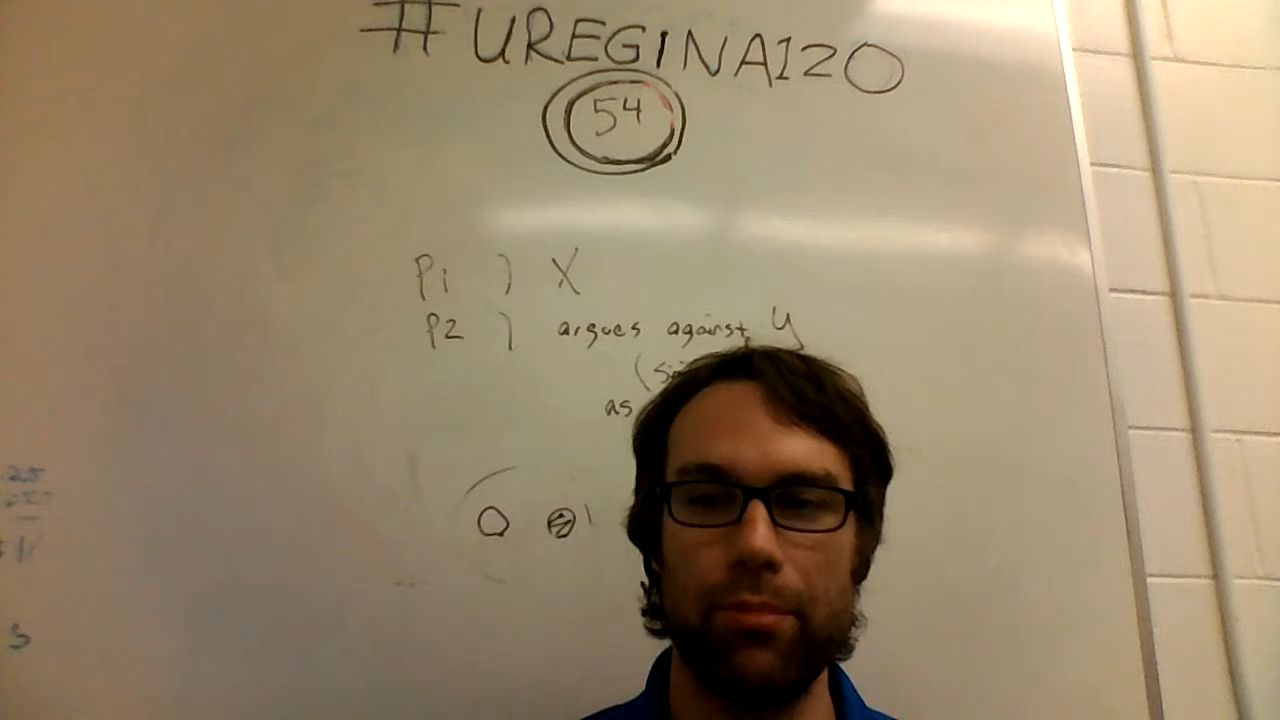 #UREGINA120
54
P1 ) X
P2 ) argues against Y
as